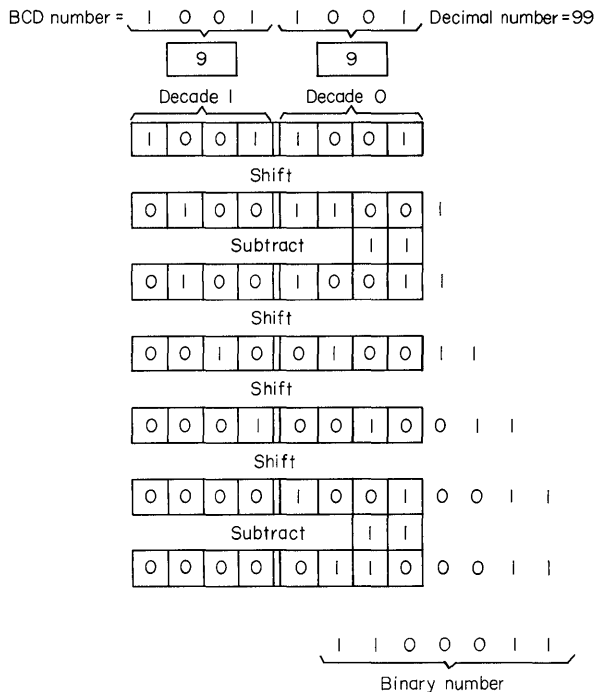 BCD number = 1 0 0 1 1 0 0 1 Decimal number=99
9 9
Decade 1 Decade 0
1 0 0 1 1 0 0 1
Shift
0 1 0 0 1 1 0 0 1
Subtract 1 1
0 1 0 0 1 0 0 1 1
Shift
0 0 1 0 0 1 0 0 1 1
Shift
0 0 0 1 0 0 1 0 0 1 1
Shift
0 0 0 0 1 0 0 1 0 0 1 1
Subtract 1 1
0 0 0 0 0 1 1 0 0 0 1 1
1 1 0 0 0 1 1
Binary number